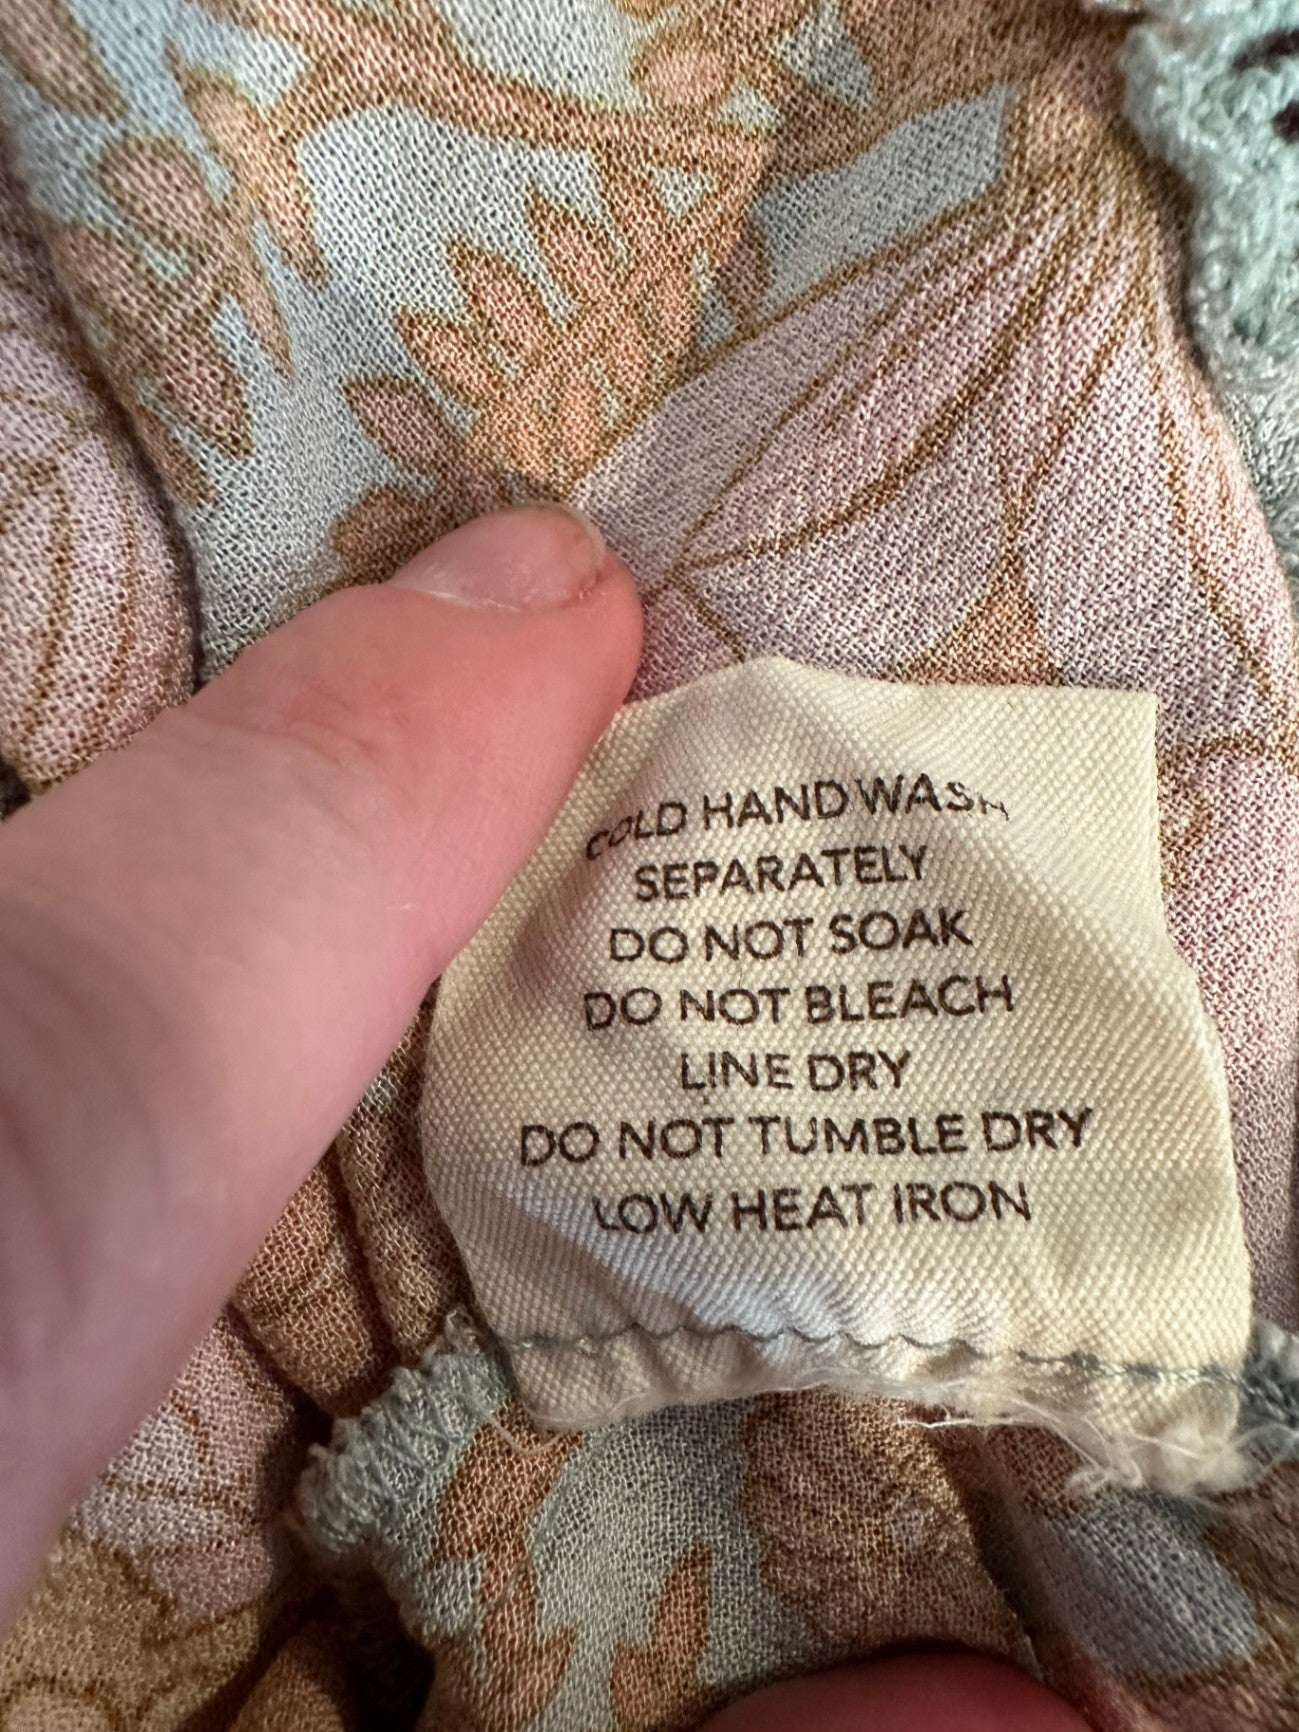 COLD HAND WASH
SEPARATELY
DO NOT SOAK
DO NOT BLEACH
LINE DRY
DO NOT TUMBLE DRY
LOW HEAT IRON